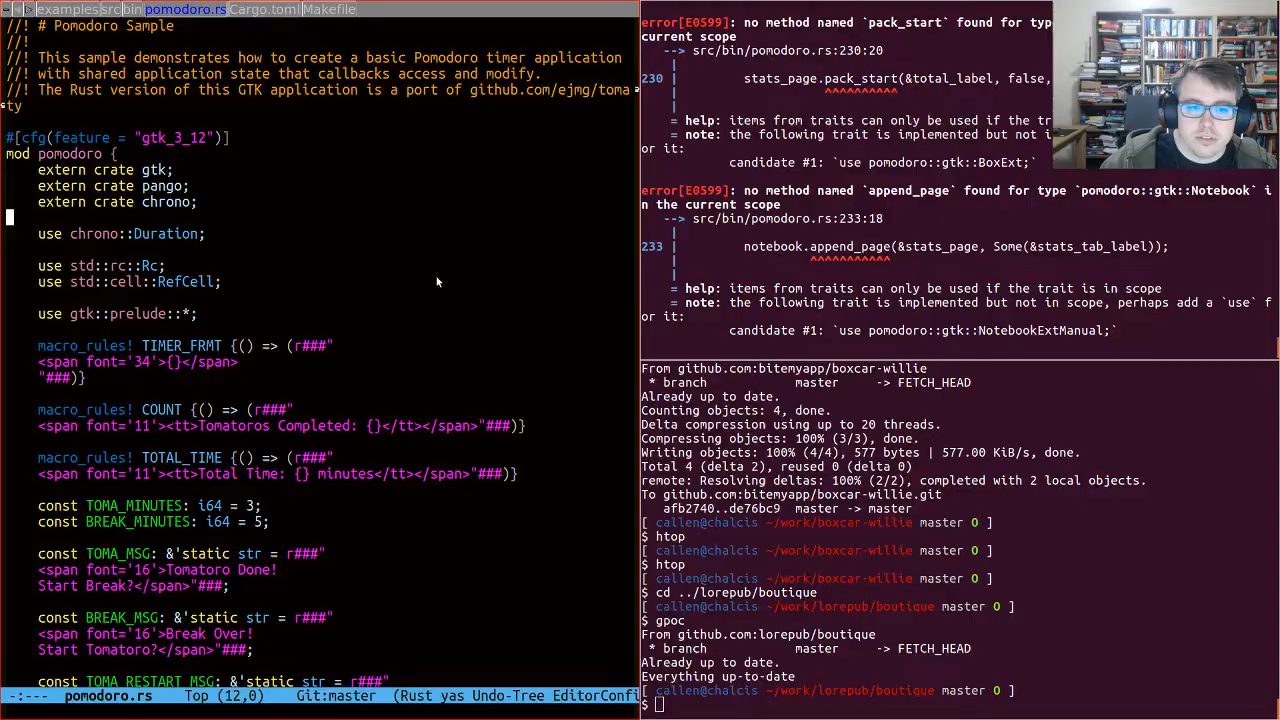 examples src bin pomodoro.rs Cargo.toml Makefile
//! # Pomodoro Sample
//!
//! This sample demonstrates how to create a basic Pomodoro timer application
//! with shared application state that callbacks access and modify.
//! The Rust version of this GTK application is a port of github.com/ejmg/toma
ty
#[cfg(feature = "gtk_3_12")]
mod pomodoro {
extern crate gtk;
extern crate pango;
extern crate chrono;
use chrono::Duration;
use std::rc::Rc;
use std::cell::RefCell;
use gtk::prelude::*;
macro_rules! TIMER_FRMT {() => (r###"
<span font='34'>{}</span>
"###)}
macro_rules! COUNT {() => (r###"
<span font='11'><tt>Tomatoros Completed: {}</tt></span>"###)}
macro_rules! TOTAL_TIME {() => (r###"
<span font='11'><tt>Total Time: {} minutes</tt></span>"###)}
const TOMA_MINUTES: i64 = 3;
const BREAK_MINUTES: i64 = 5;
const TOMA_MSG: &'static str = r###"
<span font='16'>Tomatoro Done!
Start Break?</span>"###;
const BREAK_MSG: &'static str = r###"
<span font='16'>Break Over!
Start Tomatoro?</span>"###;
const TOMA_RESTART_MSG: &'static str = r###"
-:--- pomodoro.rs Top (12,0) Git:master (Rust yas Undo-Tree EditorConfi
error[E0599]: no method named `pack_start` found for type
current scope
--> src/bin/pomodoro.rs:230:20
|
230 | stats_page.pack_start(&total_label, false,
| ^^^^^^^^^^
|
= help: items from traits can only be used if the tr
= note: the following trait is implemented but not i
or it:
candidate #1: `use pomodoro::gtk::BoxExt;`
error[E0599]: no method named `append_page` found for type `pomodoro::gtk::Notebook` i
n the current scope
--> src/bin/pomodoro.rs:233:18
|
233 | notebook.append_page(&stats_page, Some(&stats_tab_label));
| ^^^^^^^^^^^
|
= help: items from traits can only be used if the trait is in scope
= note: the following trait is implemented but not in scope, perhaps add a `use` f
or it:
candidate #1: `use pomodoro::gtk::NotebookExtManual;`
From github.com:bitemyapp/boxcar-willie
* branch master -> FETCH_HEAD
Already up to date.
Counting objects: 4, done.
Delta compression using up to 20 threads.
Compressing objects: 100% (3/3), done.
Writing objects: 100% (4/4), 577 bytes | 577.00 KiB/s, done.
Total 4 (delta 2), reused 0 (delta 0)
remote: Resolving deltas: 100% (2/2), completed with 2 local objects.
To github.com:bitemyapp/boxcar-willie.git
afb2740..de76bc9 master -> master
[ callen@chalcis ~/work/boxcar-willie master 0 ]
$ htop
[ callen@chalcis ~/work/boxcar-willie master 0 ]
$ htop
[ callen@chalcis ~/work/boxcar-willie master 0 ]
$ cd ../lorepub/boutique
[ callen@chalcis ~/work/lorepub/boutique master 0 ]
$ gpoc
From github.com:lorepub/boutique
* branch master -> FETCH_HEAD
Already up to date.
Everything up-to-date
[ callen@chalcis ~/work/lorepub/boutique master 0 ]
$